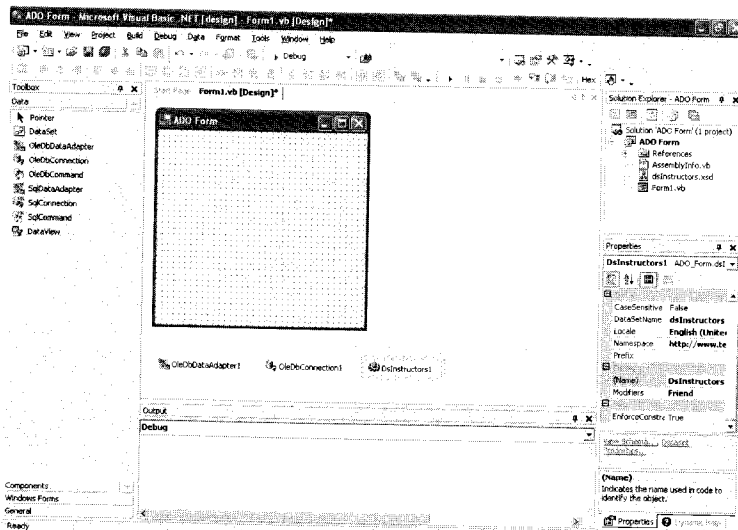 ADO Form - Microsoft Visual Basic .NET [design] - Form1.vb [Design]*
File Edit View Project Build Debug Data Format Tools Window Help
Debug
Hex
Toolbox
Data
Pointer
DataSet
OleDbDataAdapter
OleDbConnection
OleDbCommand
SqlDataAdapter
SqlConnection
SqlCommand
DataView
Components
Windows Forms
General
Ready
Start Page Form1.vb [Design]*
ADO Form
OleDbDataAdapter1 OleDbConnection1 DsInstructors1
Output
Debug
Solution Explorer - ADO Form
Solution 'ADO Form' (1 project)
ADO Form
References
AssemblyInfo.vb
dsInstructors.xsd
Form1.vb
Properties
DsInstructors1 ADO_Form.dsI
CaseSensitive False
DataSetName dsInstructors
Locale English (Unite
Namespace http://www.te
Prefix
(Name) DsInstructors
Modifiers Friend
EnforceConstra True
View Schema..., Dataset
Properties...
(Name)
Indicates the name used in code to
identify the object.
Properties Dynamic Help